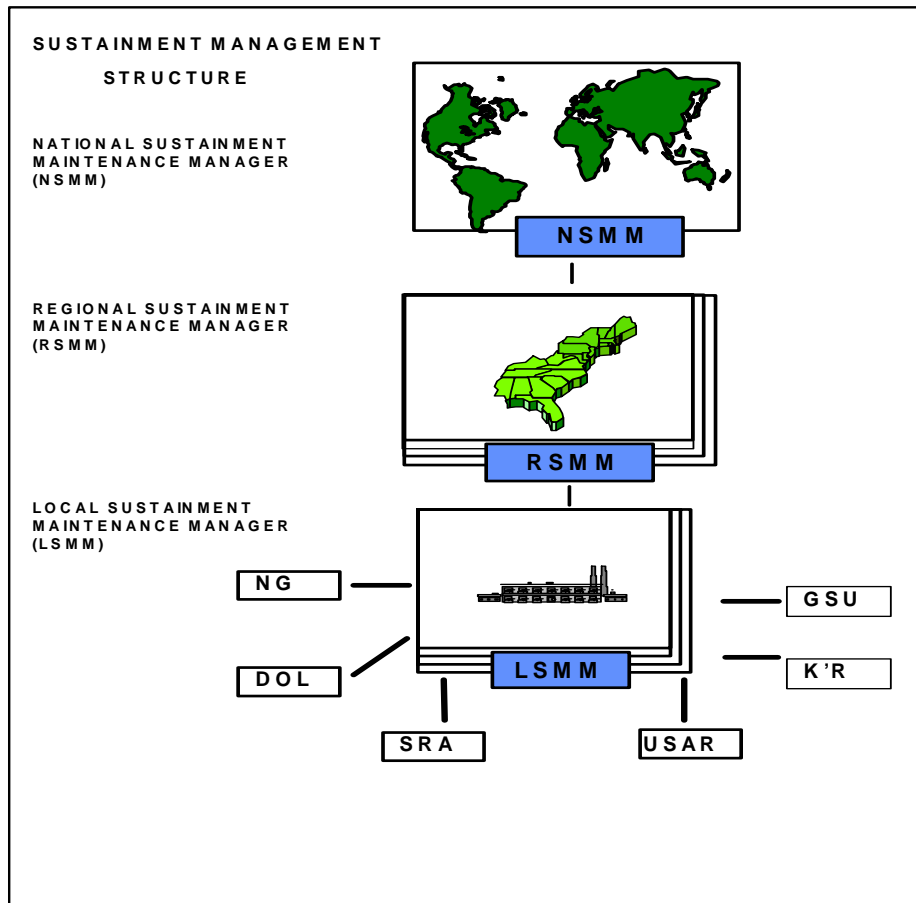 SUSTAINMENT MANAGEMENT
STRUCTURE
NATIONAL SUSTAINMENT
MAINTENANCE MANAGER
(NSMM)
NSMM
REGIONAL SUSTAINMENT
MAINTENANCE MANAGER
(RSMM)
RSMM
LOCAL SUSTAINMENT
MAINTENANCE MANAGER
(LSMM)
NG
GSU
DOL
LSMM
K'R
SRA
USAR